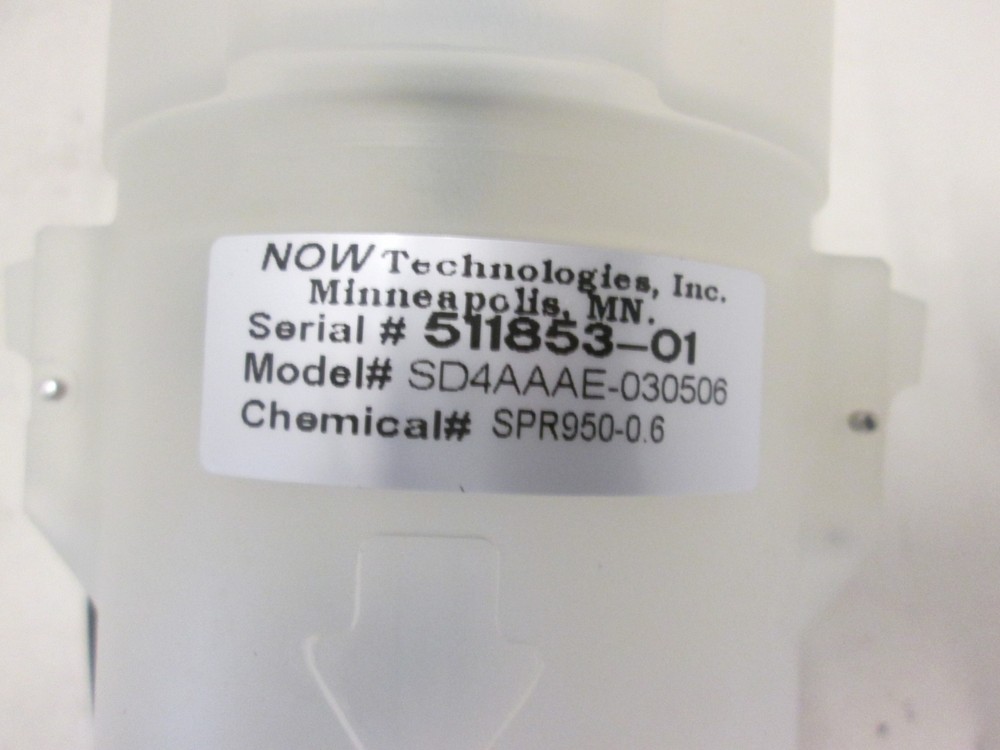 NOW Technologies, Inc.
Minneapolis, MN.
Serial # 511853-01
Model# SD4AAAE-030506
Chemical# SPR950-0.6